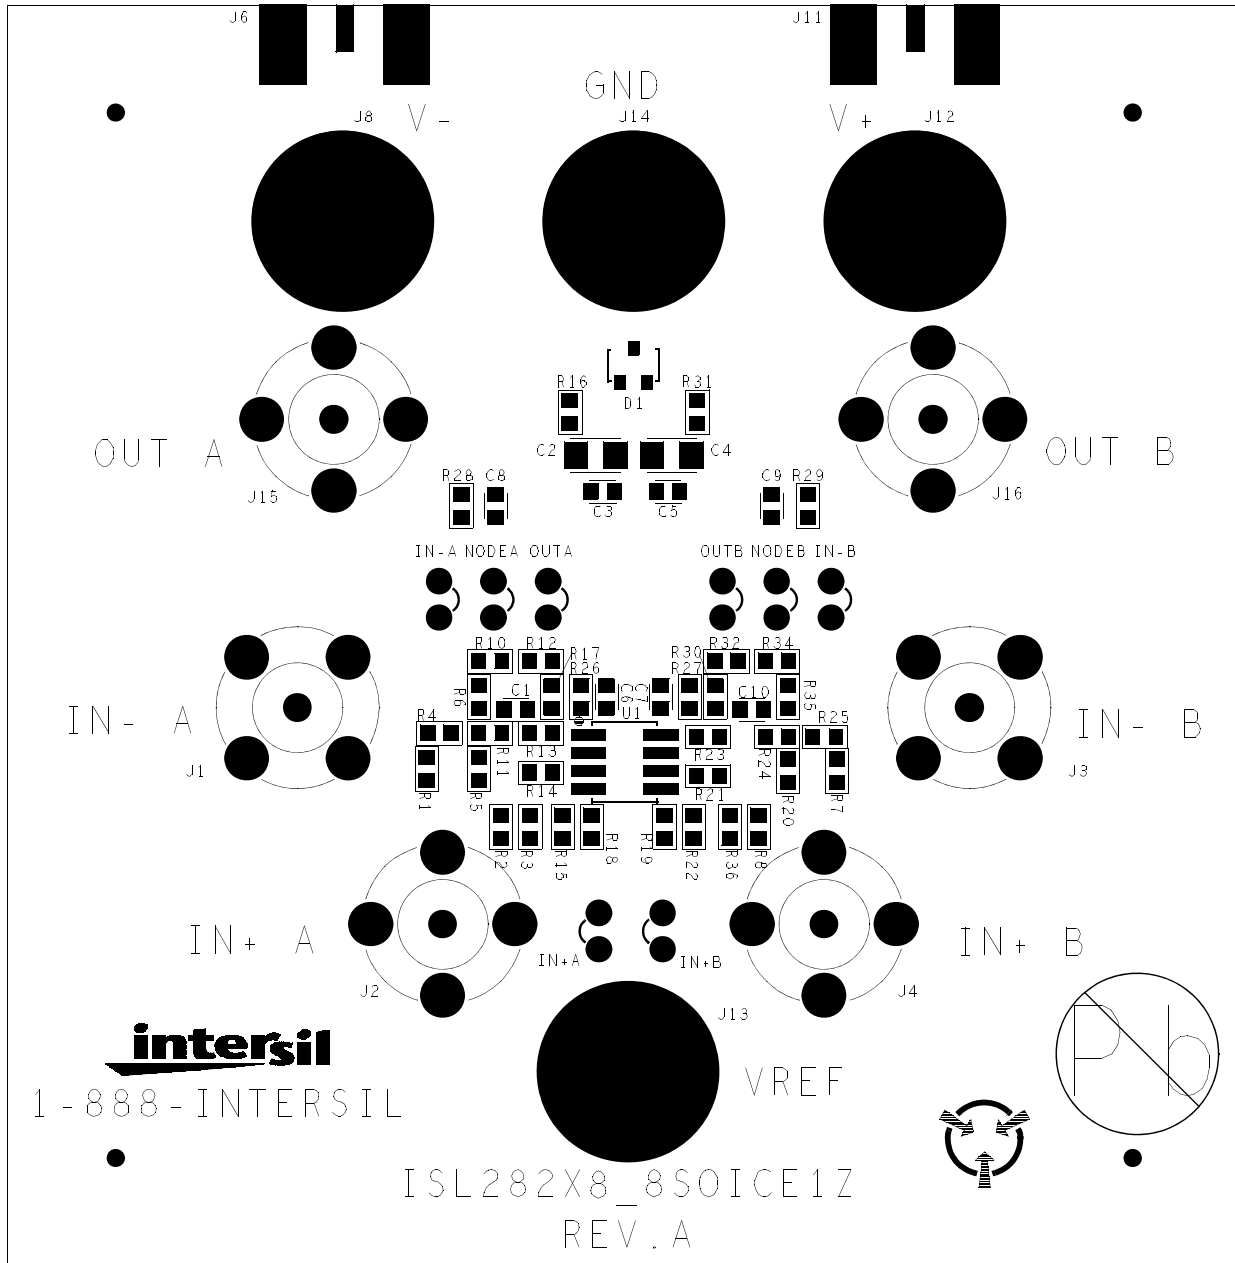 J6
J11
GND
J8
V-
J14
V+
J12
R16
R31
D1
OUT A
C2
C4
OUT B
R28
C8
C9
R29
J15
J16
C3
C5
IN-A NODEA OUTA
OUTB NODEB IN-B
R10
R12
R17
R26
R30
R27
R32
R34
R6
C1
C6
C7
C10
R35
U1
IN- A
R4
R25
IN- B
R11
R13
R23
R24
J1
J3
R1
R5
R14
R21
R20
R7
R2
R3
R15
R18
R19
R22
R36
R8
IN+ A
IN+A
IN+B
IN+ B
J2
J4
J13
intersil
VREF
Pb
1-888-INTERSIL
ISL282X8_8SOICE1Z
REV.A